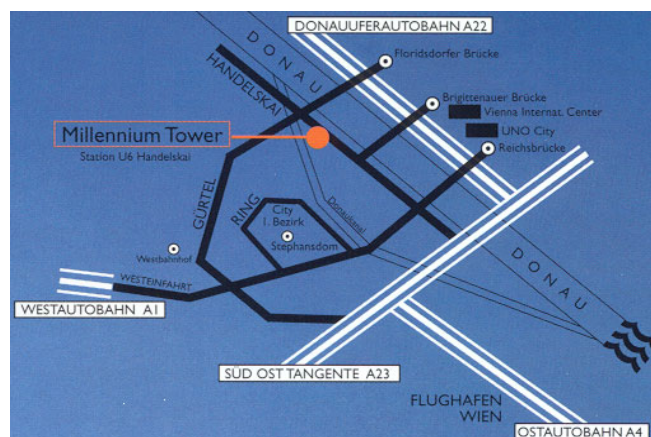 DONAUUFERAUTOBAHN A22
DONAU
HANDELSKAI
Floridsdorfer Brücke
Brigittenauer Brücke
Vienna Internat. Center
UNO City
Reichsbrücke
Millennium Tower
Station U6 Handelskai
GÜRTEL
RING
City
I. Bezirk
Stephansdom
Donaukanal
Westbahnhof
WESTEINFAHRT
WESTAUTOBAHN A1
DONAU
SÜD OST TANGENTE A23
FLUGHAFEN
WIEN
OSTAUTOBAHN A4